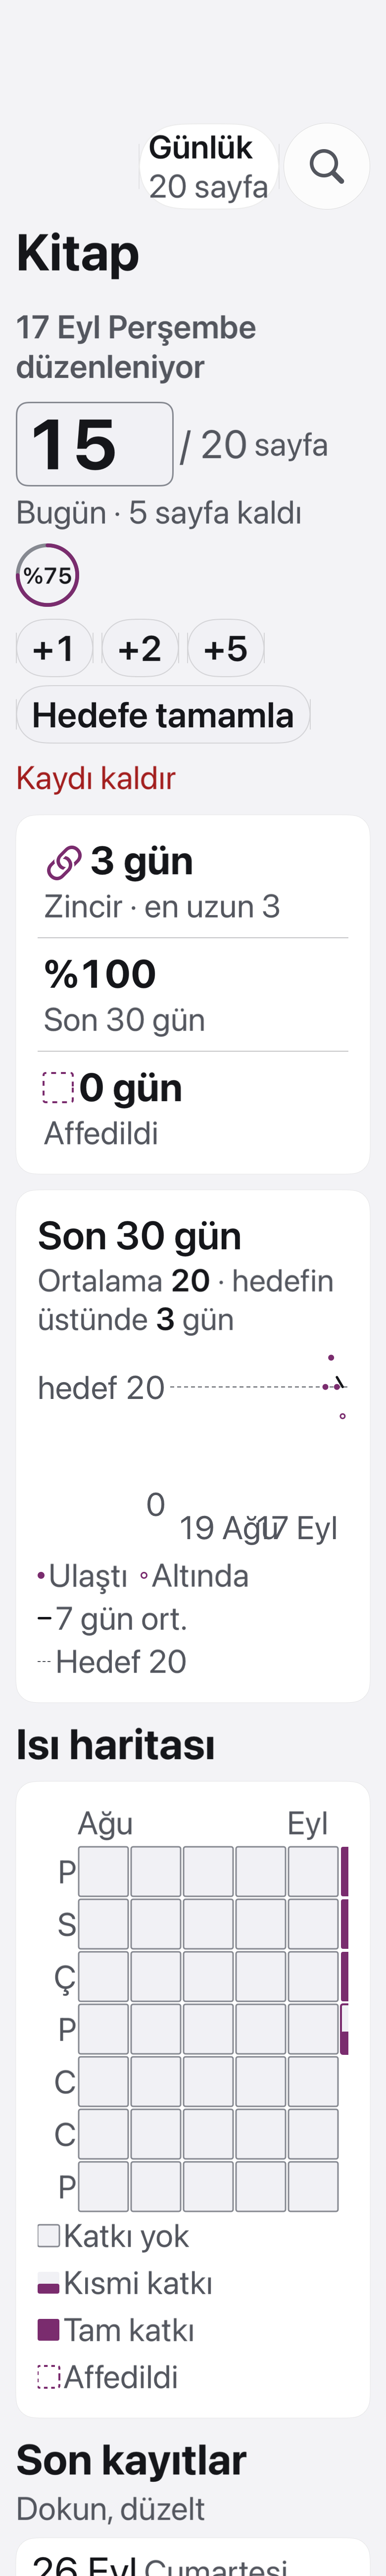 Günlük
20 sayfa
Kitap
17 Eyl Perşembe
düzenleniyor
15 / 20 sayfa
Bugün · 5 sayfa kaldı
%75
+1 +2 +5
Hedefe tamamla
Kaydı kaldır
3 gün
Zincir · en uzun 3
%100
Son 30 gün
0 gün
Affedildi
Son 30 gün
Ortalama 20 · hedefin
üstünde 3 gün
hedef 20
0
19 Ağu 17 Eyl
Ulaştı Altında
7 gün ort.
Hedef 20
Isı haritası
Ağu Eyl
P
S
Ç
P
C
C
P
Katkı yok
Kısmi katkı
Tam katkı
Affedildi
Son kayıtlar
Dokun, düzelt
26 Eyl Cumartesi